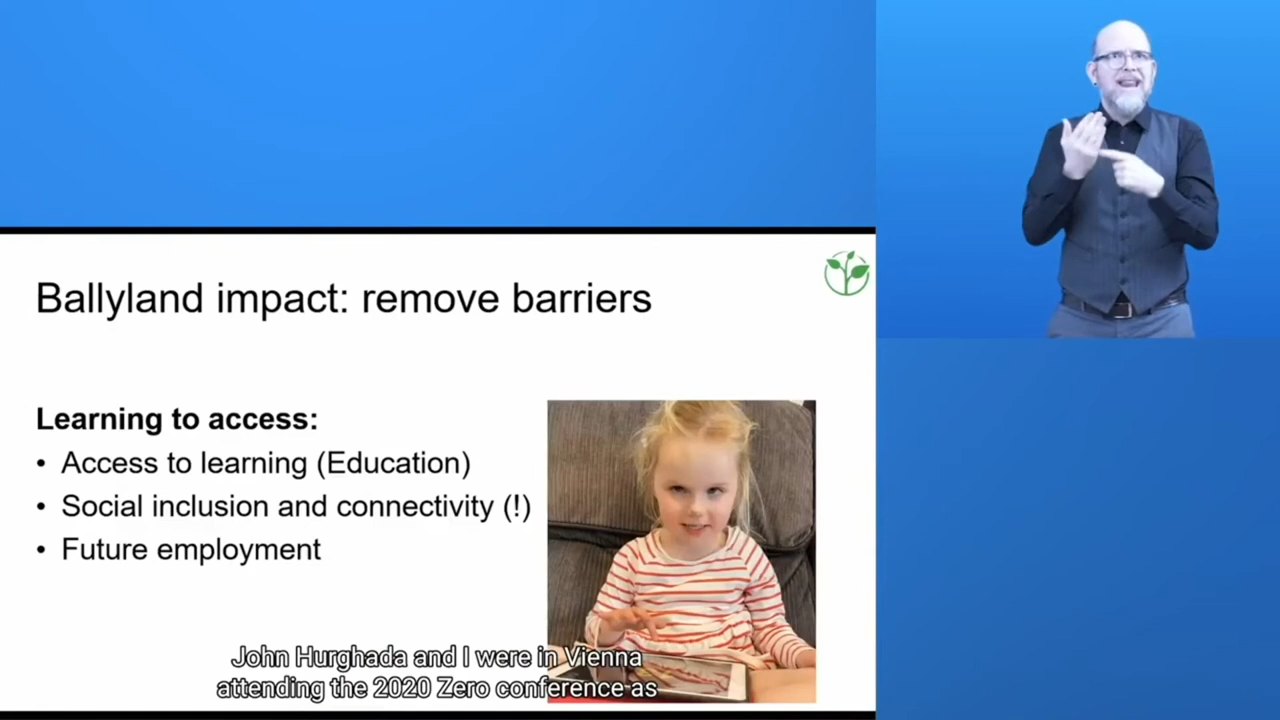 Ballyland impact: remove barriers
Learning to access:
• Access to learning (Education)
• Social inclusion and connectivity (!)
• Future employment
John Hurghada and I were in Vienna
attending the 2020 Zero conference as